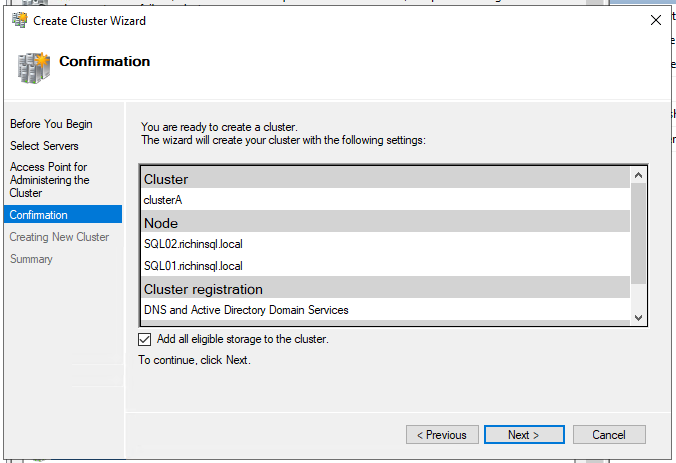 Create Cluster Wizard
Confirmation
Before You Begin
Select Servers
Access Point for
Administering the
Cluster
Confirmation
Creating New Cluster
Summary
You are ready to create a cluster.
The wizard will create your cluster with the following settings:
Cluster
clusterA
Node
SQL02.richinsql.local
SQL01.richinsql.local
Cluster registration
DNS and Active Directory Domain Services
Add all eligible storage to the cluster.
To continue, click Next.
< Previous
Next >
Cancel